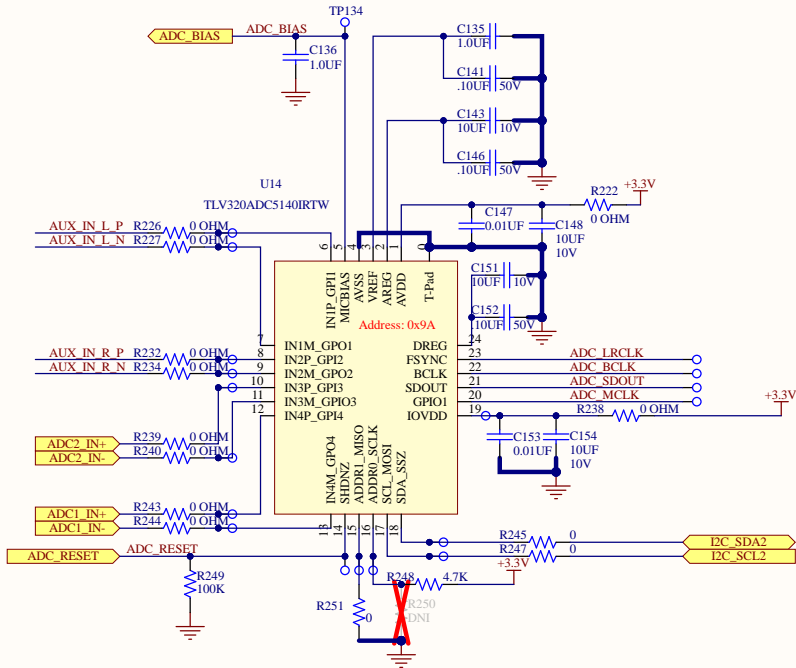 TP134
ADC_BIAS
ADC_BIAS
C136
1.0UF
C135
1.0UF
C141
.10UF 50V
C143
10UF 10V
C146
.10UF 50V
U14
TLV320ADC5140IRTW
R222
+3.3V
0 OHM
C147
0.01UF
C148
10UF
10V
AUX_IN_L_P R226 0 OHM
AUX_IN_L_N R227 0 OHM
6 5 4 3 2 1 0
IN1P_GPI1
MICBIAS
AVSS
VREF
AREG
AVDD
T-Pad
C151
10UF 10V
C152
.10UF 50V
Address: 0x9A
7 IN1M_GPO1
DREG 24
AUX_IN_R_P R232 0 OHM
8 IN2P_GPI2
FSYNC 23 ADC_LRCLK
AUX_IN_R_N R234 0 OHM
9 IN2M_GPO2
BCLK 22 ADC_BCLK
10 IN3P_GPI3
SDOUT 21 ADC_SDOUT
11 IN3M_GPIO3
GPIO1 20 ADC_MCLK
12 IN4P_GPI4
IOVDD 19
R238 0 OHM
+3.3V
ADC2_IN+ R239 0 OHM
ADC2_IN- R240 0 OHM
C153
0.01UF
C154
10UF
10V
IN4M_GPO4
SHDNZ
ADDR1_MISO
ADDR0_SCLK
SCL_MOSI
SDA_SSZ
13 14 15 16 17 18
ADC1_IN+ R243 0 OHM
ADC1_IN- R244 0 OHM
R245 0 I2C_SDA2
R247 0 I2C_SCL2
ADC_RESET
ADC_RESET
+3.3V
R249
100K
R248 4.7K
R251
0
R250
DNI